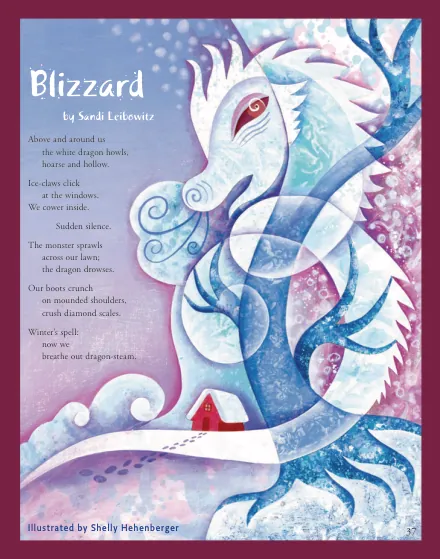 Blizzard
by Sandi Leibowitz
Above and around us
the white dragon howls,
hoarse and hollow.
Ice-claws click
at the windows.
We cower inside.
Sudden silence.
The monster sprawls
across our lawn;
the dragon drowses.
Our boots crunch
on mounded shoulders,
crush diamond scales.
Winter's spell:
now we
breathe out dragon-steam.
Illustrated by Shelly Hehenberger
37